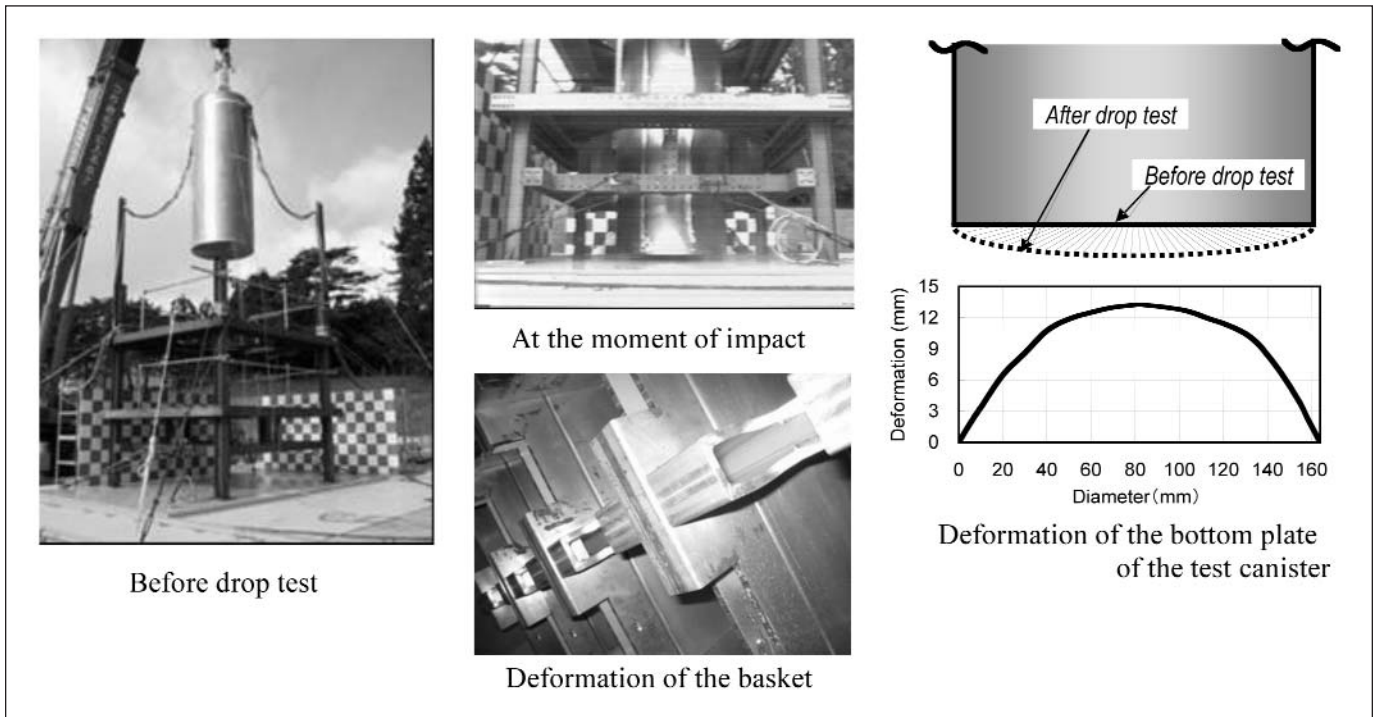 Before drop test
At the moment of impact
Deformation of the basket
After drop test
Before drop test
Deformation (mm)
15
12
9
6
3
0
0 20 40 60 80 100 120 140 160
Diameter(mm)
Deformation of the bottom plate
of the test canister